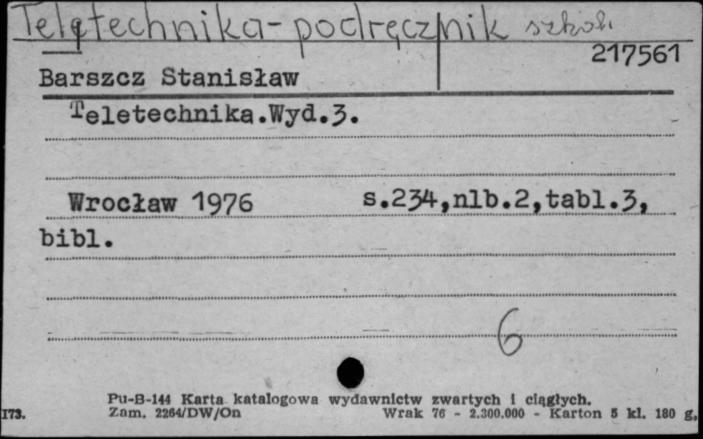 Teletechnika-podręcznik szkol.
217561
Barszcz Stanisław
Teletechnika.Wyd.3.
Wrocław 1976 s.234,nlb.2,tabl.3,
bibl.
6
Pu-B-144 Karta katalogowa wydawnictw zwartych i ciągłych.
173. Zam. 2264/DW/On Wrak 76 - 2.300.000 - Karton 5 kl. 180 g.